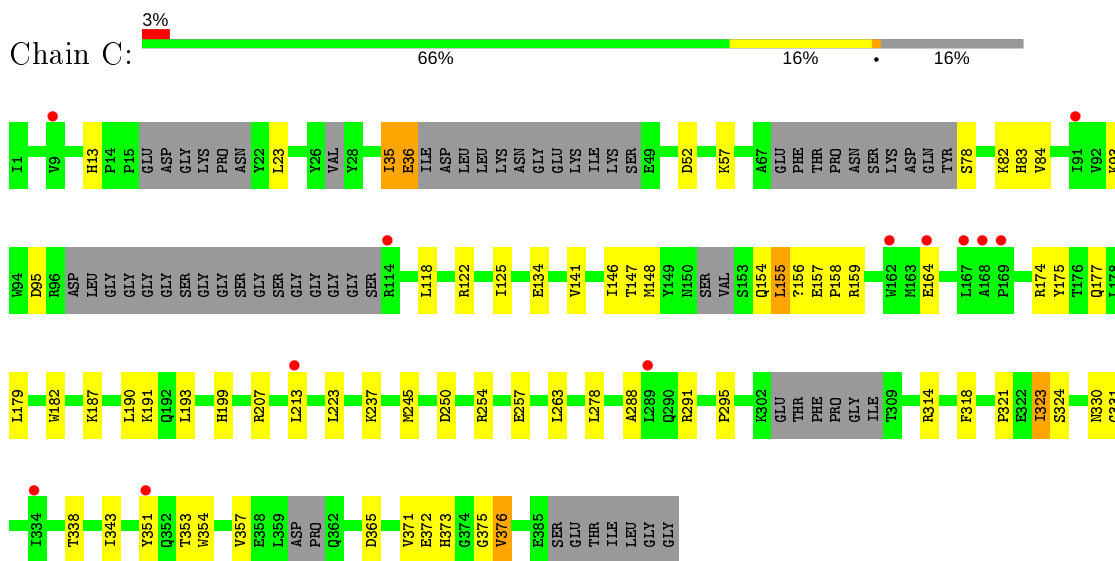 3%
Chain C:
66% 16% • 16%
I1 V9 H13 P14 P15 GLU ASP GLY LYS PRO ASN Y22 L23 Y26 VAL Y28 I35 E36 ILE ASP LEU LEU LYS ASN GLY GLU LYS ILE LYS SER E49 D52 K57 A67 GLU PHE THR PRO ASN SER LYS ASP GLN TYR S78 K82 H83 V84 I91 V92 K93
W94 D95 R96 ASP LEU GLY GLY GLY GLY SER GLY GLY GLY SER GLY SER GLY GLY GLY GLY SER R114 L118 R122 I125 E134 V141 I146 T147 M148 Y149 N150 SER VAL S153 Q154 L155 ?156 E157 P158 R159 W162 M163 E164 L167 A168 P169 R174 Y175 T176 Q177 L178
L179 W182 K187 L190 K191 Q192 L193 H199 R207 L213 L223 K237 M245 D250 R254 E257 L263 L278 A288 L289 Q290 R291 P295 K302 GLU THR PHE PRO GLY ILE T309 R314 F318 P321 E322 I323 S324 N330 G331
I334 T338 I343 Y351 Q352 T353 W354 V357 E358 L359 ASP PRO Q362 D365 V371 E372 H373 G374 G375 V376 E385 SER GLU THR ILE LEU GLY GLY